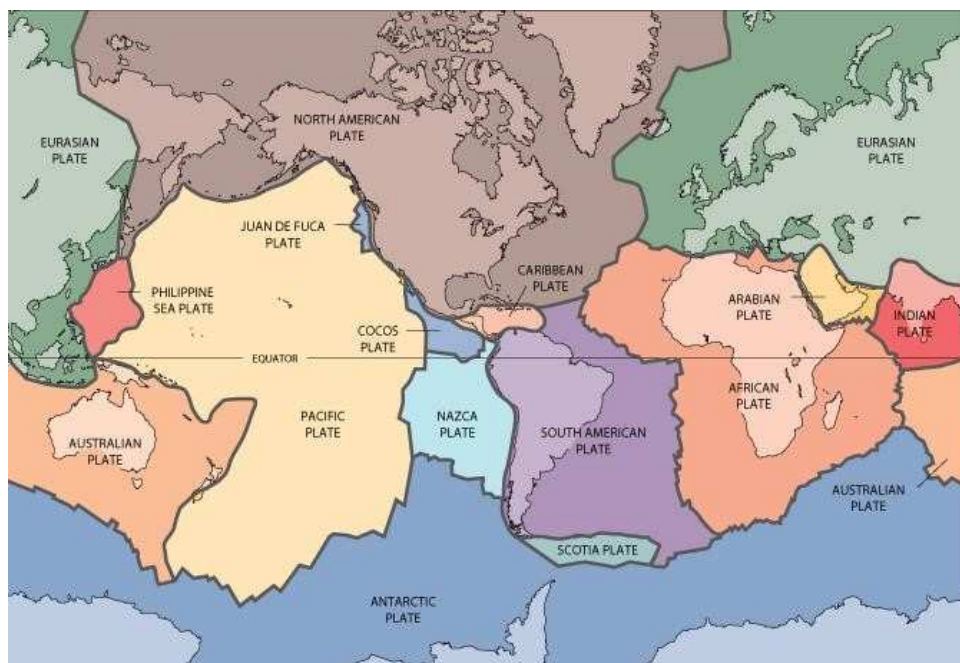 NORTH AMERICAN
PLATE
EURASIAN
PLATE
EURASIAN
PLATE
JUAN DE FUCA
PLATE
CARIBBEAN
PLATE
PHILIPPINE
SEA PLATE
ARABIAN
PLATE
INDIAN
PLATE
COCOS
PLATE
EQUATOR
AFRICAN
PLATE
PACIFIC
PLATE
NAZCA
PLATE
SOUTH AMERICAN
PLATE
AUSTRALIAN
PLATE
AUSTRALIAN
PLATE
SCOTIA PLATE
ANTARCTIC
PLATE